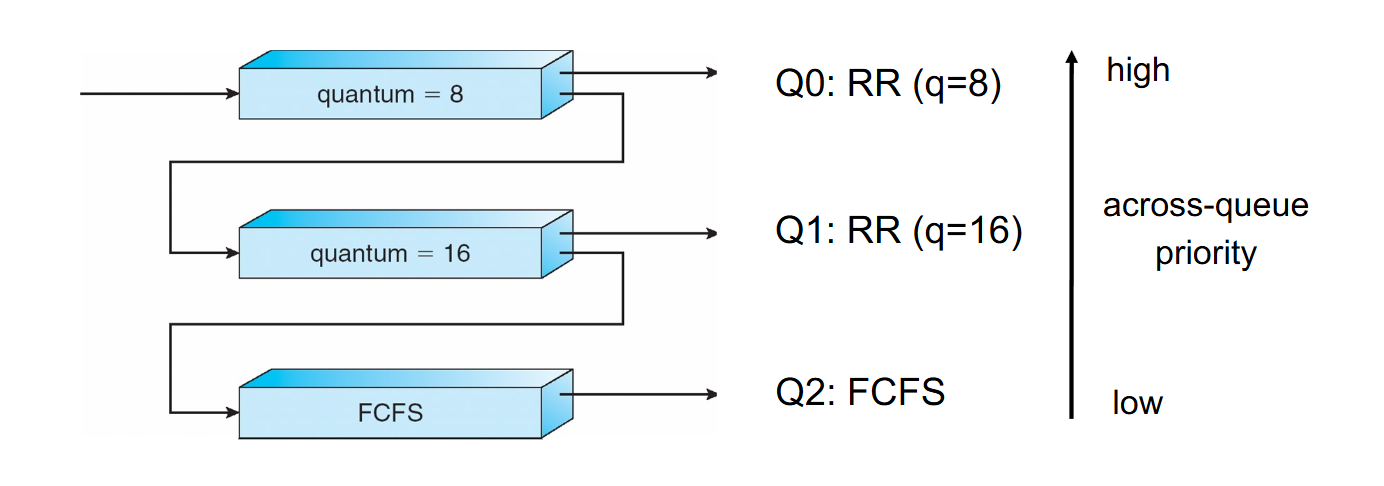 quantum = 8
Q0: RR (q=8)
high
quantum = 16
Q1: RR (q=16)
across-queue
priority
FCFS
Q2: FCFS
low